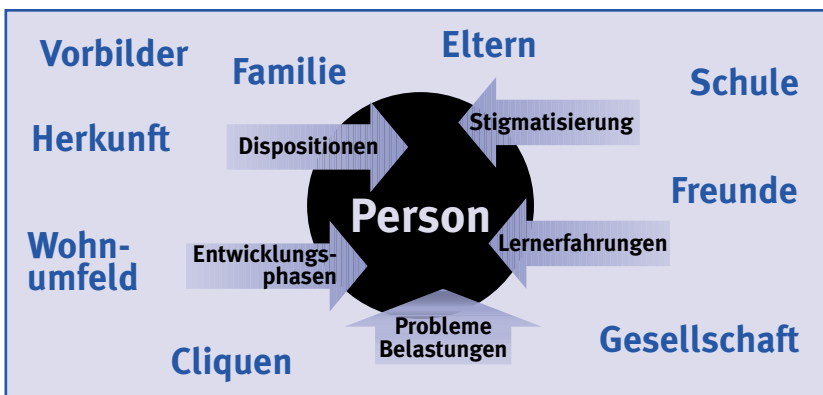 Vorbilder
Familie
Eltern
Schule
Herkunft
Dispositionen
Stigmatisierung
Person
Freunde
Wohn-
umfeld
Entwicklungs-
phasen
Lernerfahrungen
Probleme
Belastungen
Cliquen
Gesellschaft